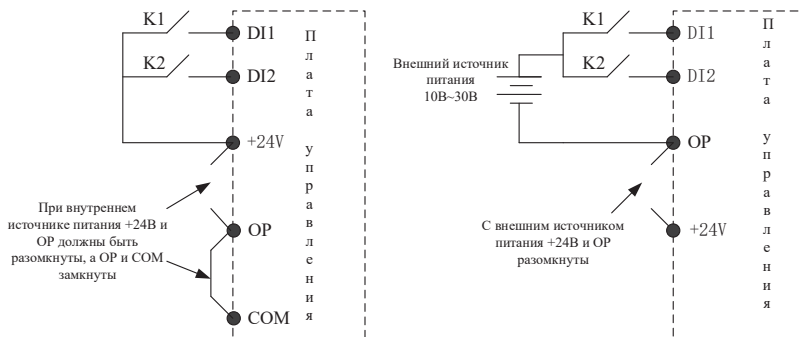 K1
DI1
K2
DI2
+24V
При внутреннем
источнике питания +24В и
OP должны быть
разомкнуты, а OP и COM
замкнуты
OP
COM
Плата управления
K1
DI1
K2
DI2
Внешний источник
питания
10В~30В
OP
С внешним источником
питания +24В и OP
разомкнуты
+24V
Плата управления